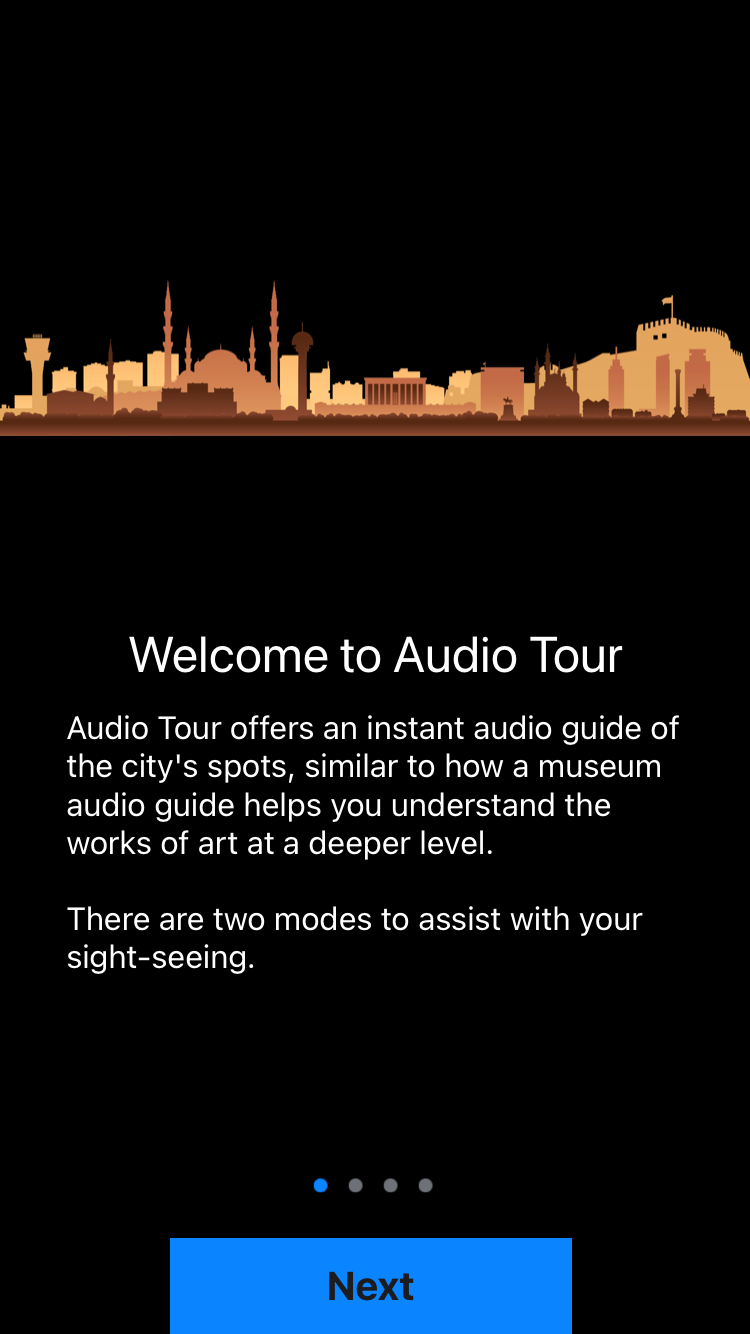 Welcome to Audio Tour
Audio Tour offers an instant audio guide of
the city's spots, similar to how a museum
audio guide helps you understand the
works of art at a deeper level.
There are two modes to assist with your
sight-seeing.
Next